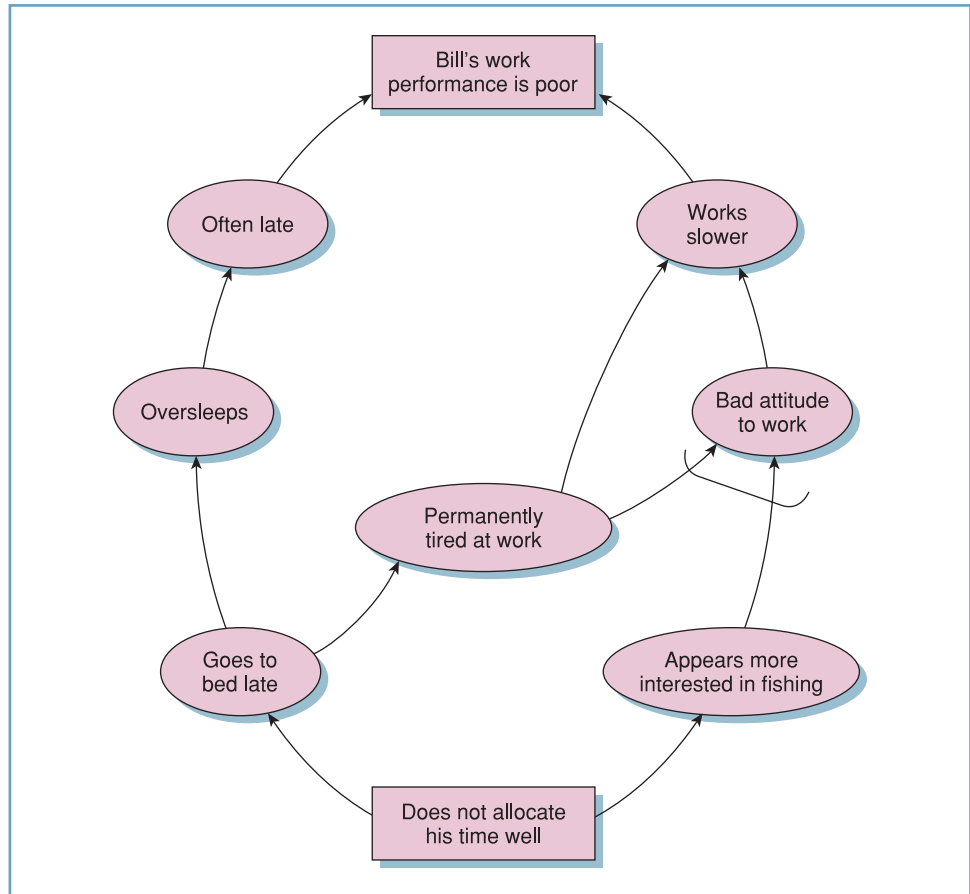 Bill’s work
performance is poor
Often late
Works
slower
Oversleeps
Bad attitude
to work
Permanently
tired at work
Goes to
bed late
Appears more
interested in fishing
Does not allocate
his time well